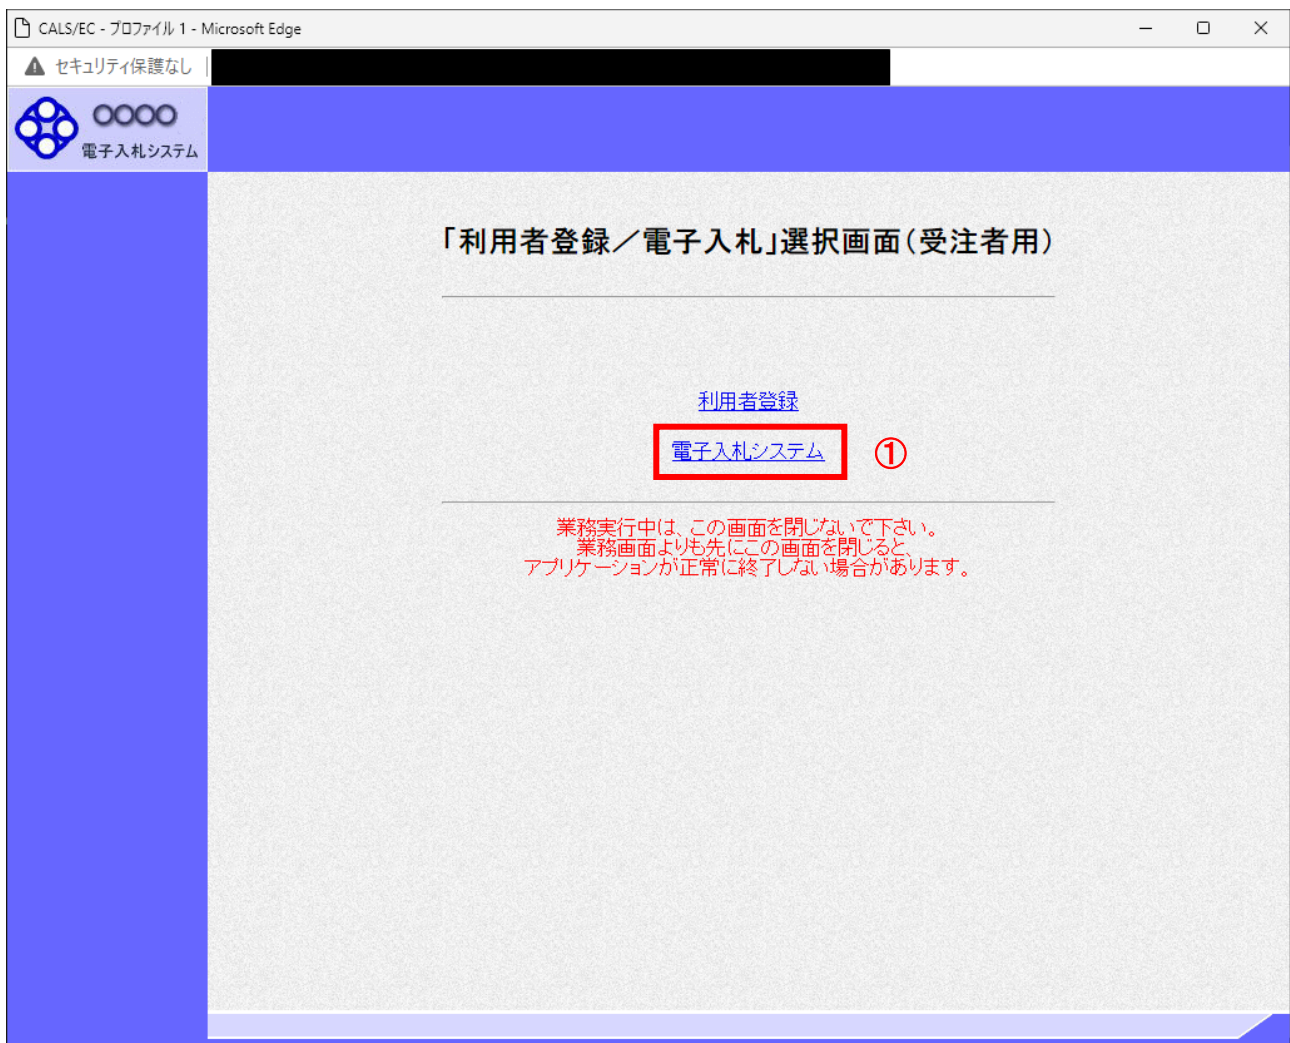 CALS/EC - プロファイル 1 - Microsoft Edge
セキュリティ保護なし
○○○○
電子入札システム
「利用者登録／電子入札」選択画面（受注者用）
利用者登録
電子入札システム ①
業務実行中は、この画面を閉じないで下さい。
業務画面よりも先にこの画面を閉じると、
アプリケーションが正常に終了しない場合があります。